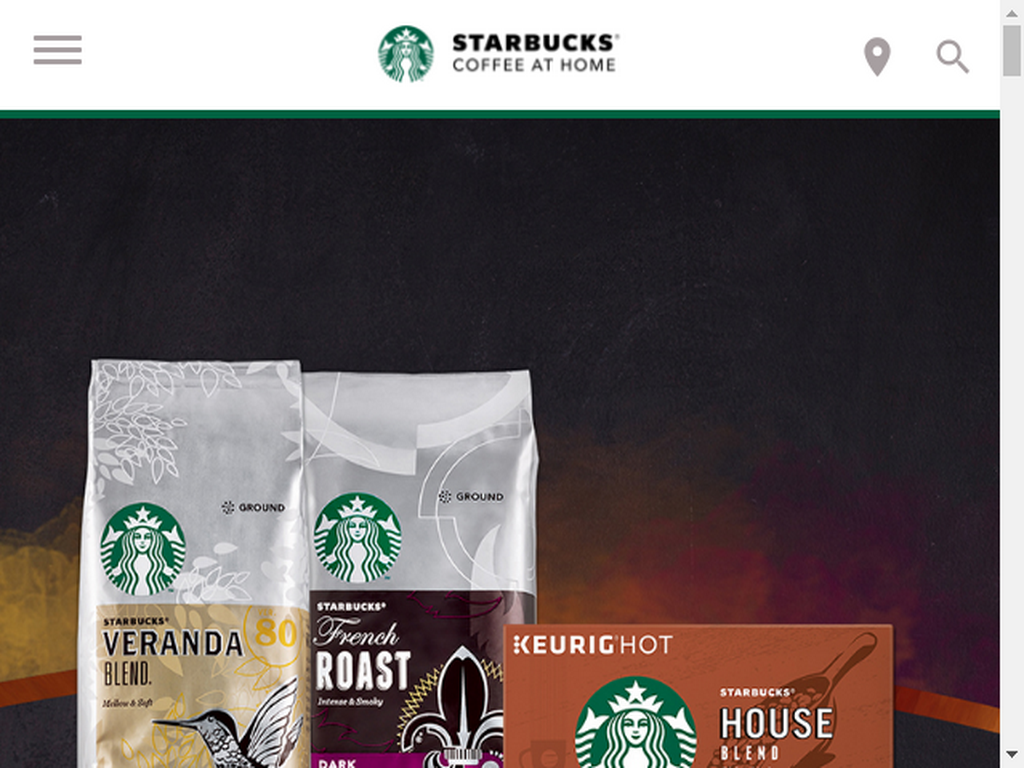 STARBUCKS®
COFFEE AT HOME
GROUND
STARBUCKS®
VERANDA
BLEND.
80
Mellow & Soft
GROUND
STARBUCKS®
French
ROAST
Intense & Smoky
DARK
KEURIG HOT
STARBUCKS®
HOUSE
BLEND